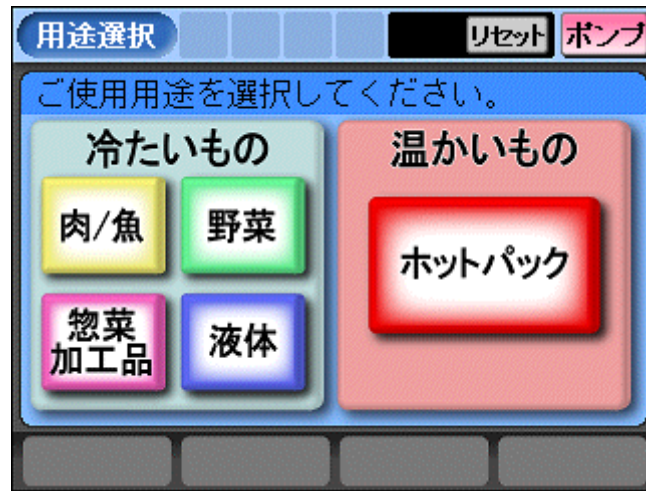 用途選択
リセット
ポンプ
ご使用用途を選択してください。
冷たいもの
温かいもの
肉/魚
野菜
ホットパック
惣菜
加工品
液体